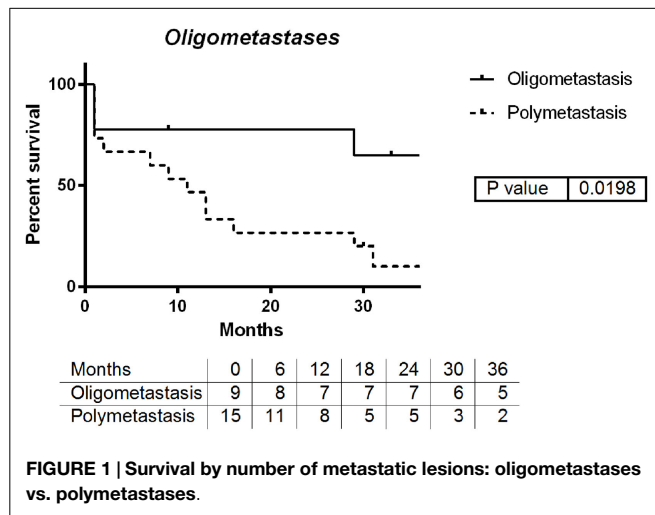 Oligometastases
100
50
0
Percent survival
0 10 20 30
Months
Oligometastasis
Polymetastasis
P value 0.0198
Months 0 6 12 18 24 30 36
Oligometastasis 9 8 7 7 7 6 5
Polymetastasis 15 11 8 5 5 3 2
FIGURE 1 | Survival by number of metastatic lesions: oligometastases
vs. polymetastases.